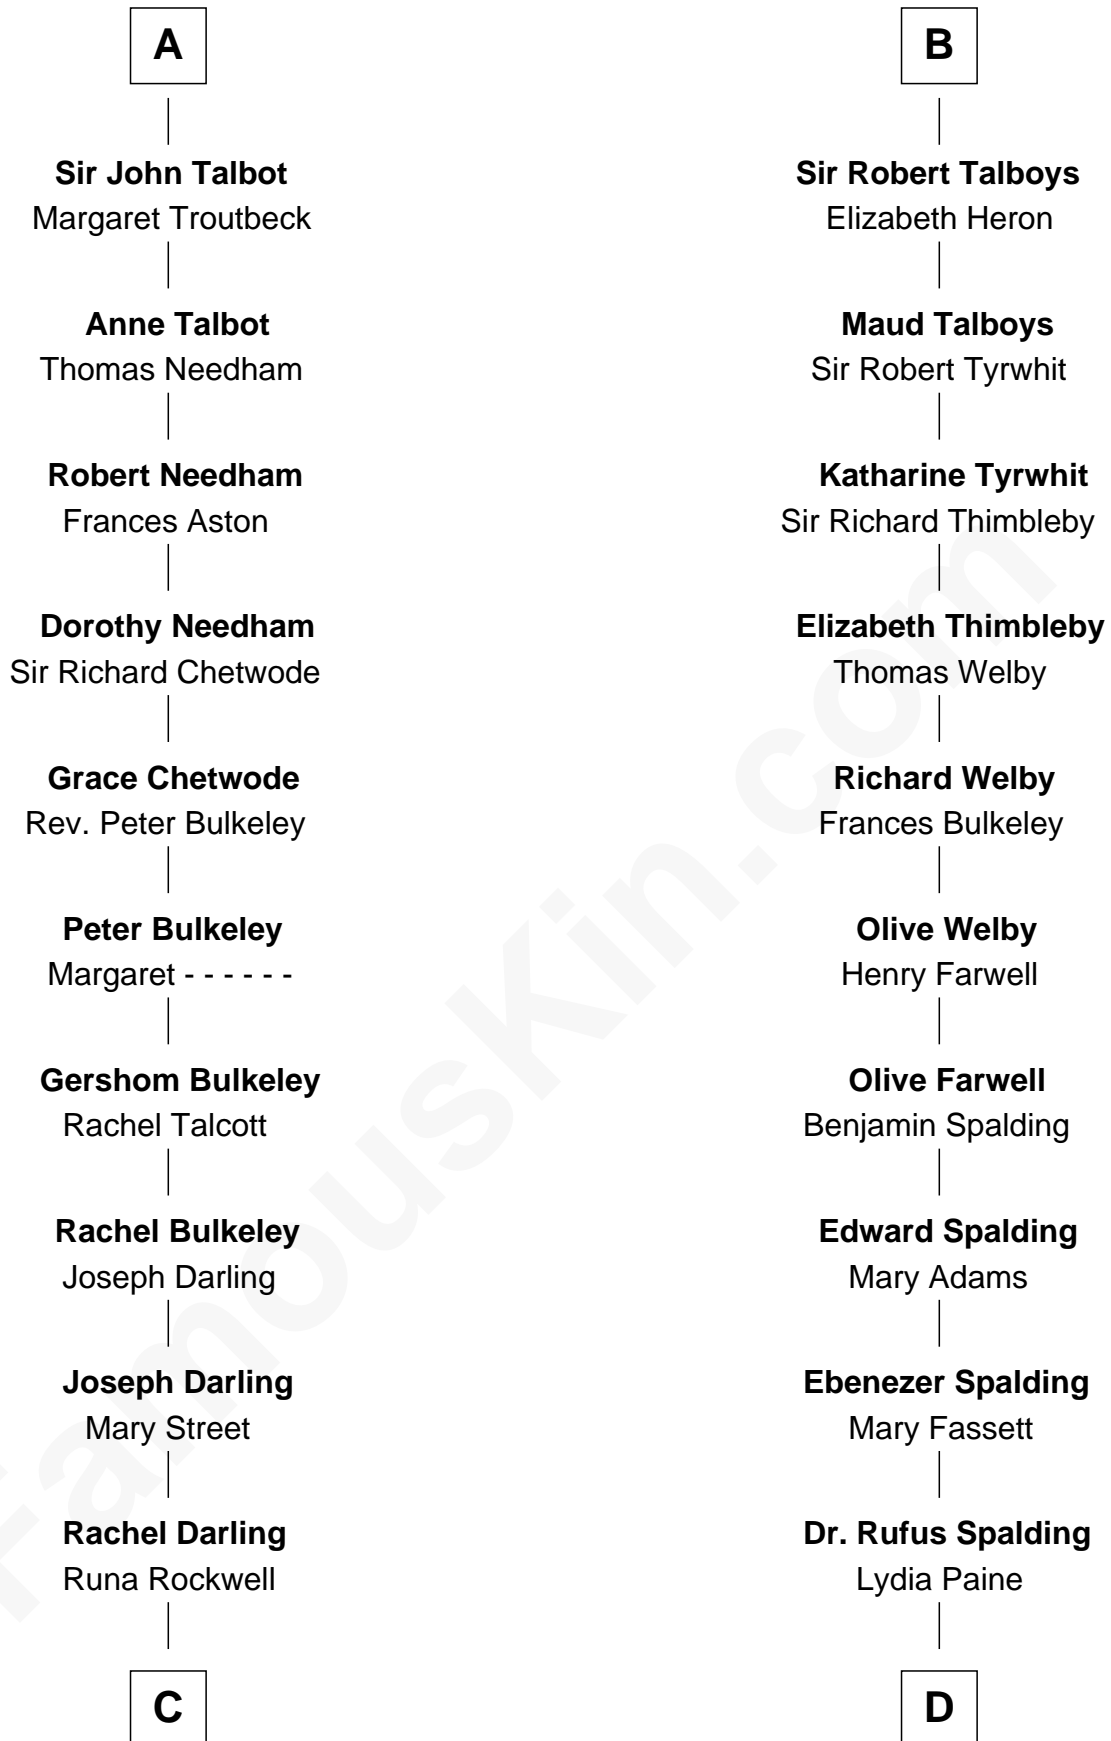 A
Sir John Talbot
Margaret Troutbeck
Anne Talbot
Thomas Needham
Robert Needham
Frances Aston
Dorothy Needham
Sir Richard Chetwode
Grace Chetwode
Rev. Peter Bulkeley
Peter Bulkeley
Margaret - - - - - -
Gershom Bulkeley
Rachel Talcott
Rachel Bulkeley
Joseph Darling
Joseph Darling
Mary Street
Rachel Darling
Runa Rockwell
C
B
Sir Robert Talboys
Elizabeth Heron
Maud Talboys
Sir Robert Tyrwhit
Katharine Tyrwhit
Sir Richard Thimbleby
Elizabeth Thimbleby
Thomas Welby
Richard Welby
Frances Bulkeley
Olive Welby
Henry Farwell
Olive Farwell
Benjamin Spalding
Edward Spalding
Mary Adams
Ebenezer Spalding
Mary Fassett
Dr. Rufus Spalding
Lydia Paine
D
FamousKin.com